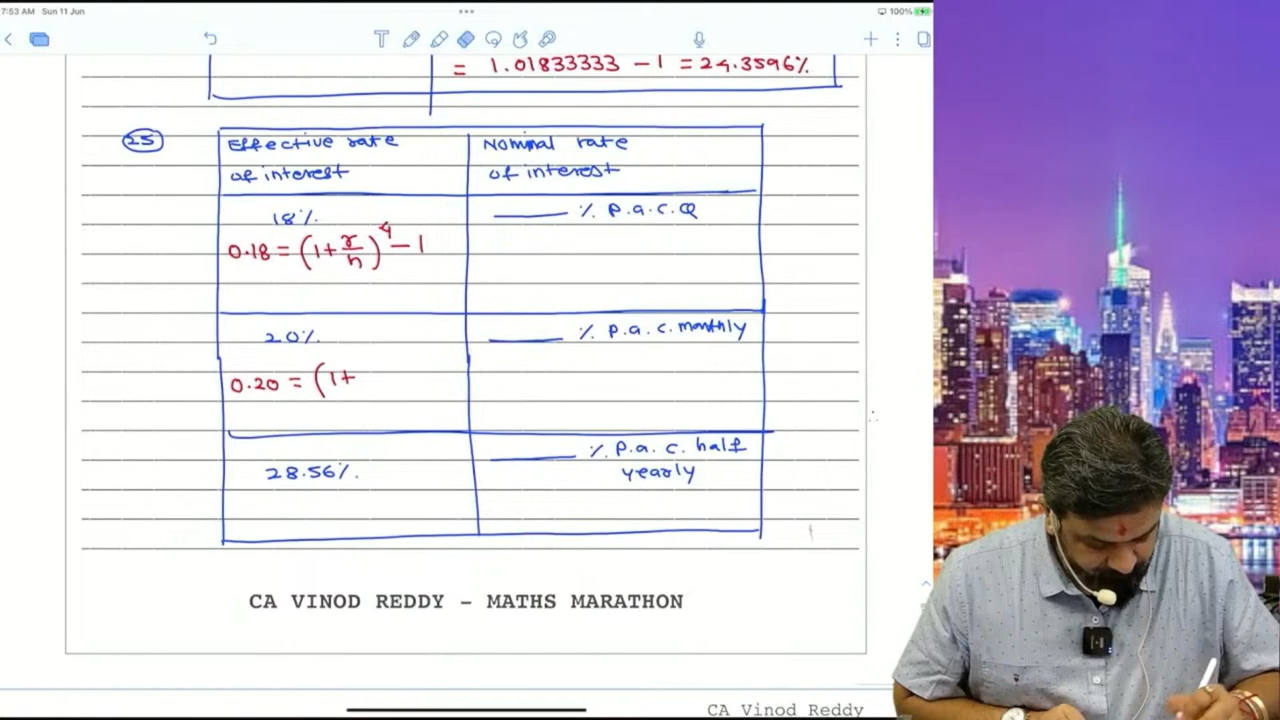 7:53 AM Sun 11 Jun
100%
= 1.01833333 - 1 = 24.3596%
25
Effective rate of interest
Nominal rate of interest
18%.
_____ % p.a.c.Q
0.18 = (1+r/n)^4 - 1
20%.
_____ % p.a.c.monthly
0.20 = (1+
28.56%.
_____ % p.a.c. half yearly
CA VINOD REDDY - MATHS MARATHON
CA Vinod Reddy